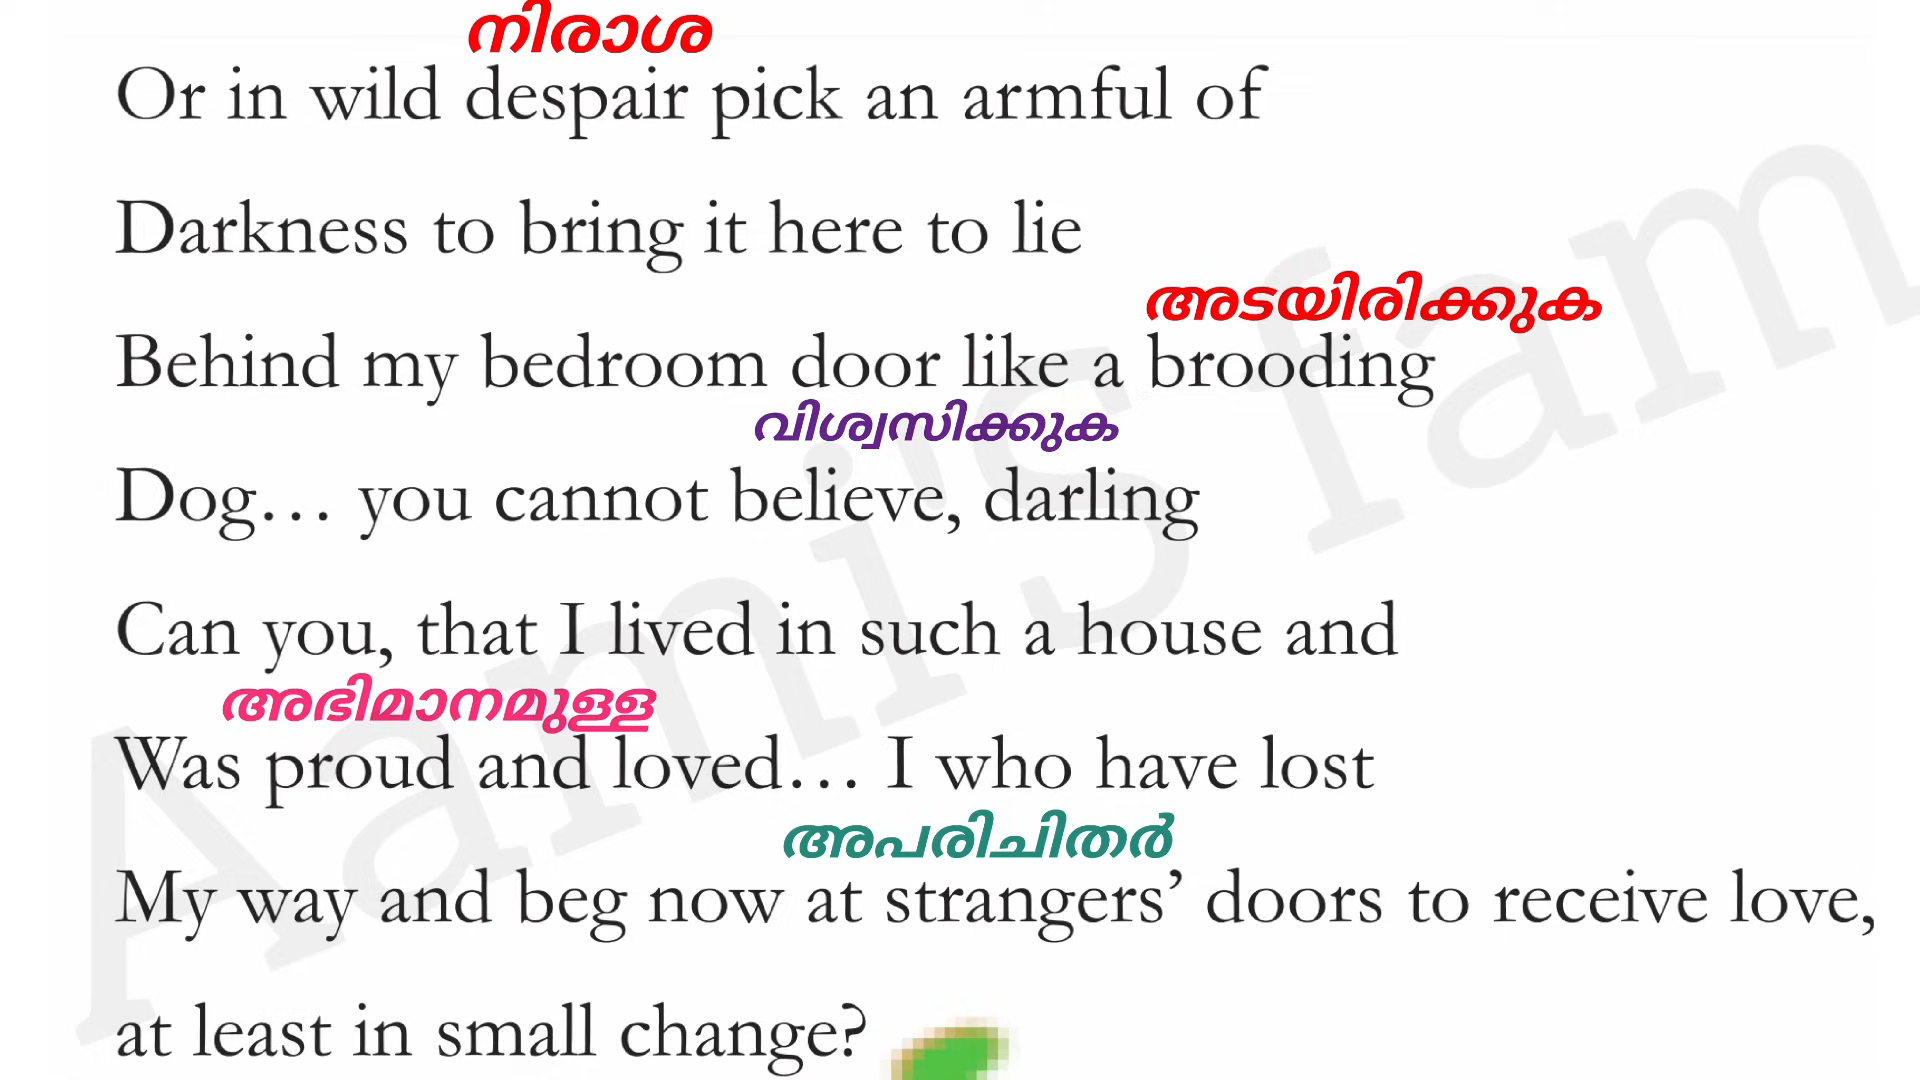 നിരാശ
Or in wild despair pick an armful of
Darkness to bring it here to lie
അടയിരിക്കുക
Behind my bedroom door like a brooding
വിശ്വസിക്കുക
Dog… you cannot believe, darling
Can you, that I lived in such a house and
അഭിമാനമുള്ള
Was proud and loved… I who have lost
അപരിചിതർ
My way and beg now at strangers’ doors to receive love,
at least in small change?
Aami's fam